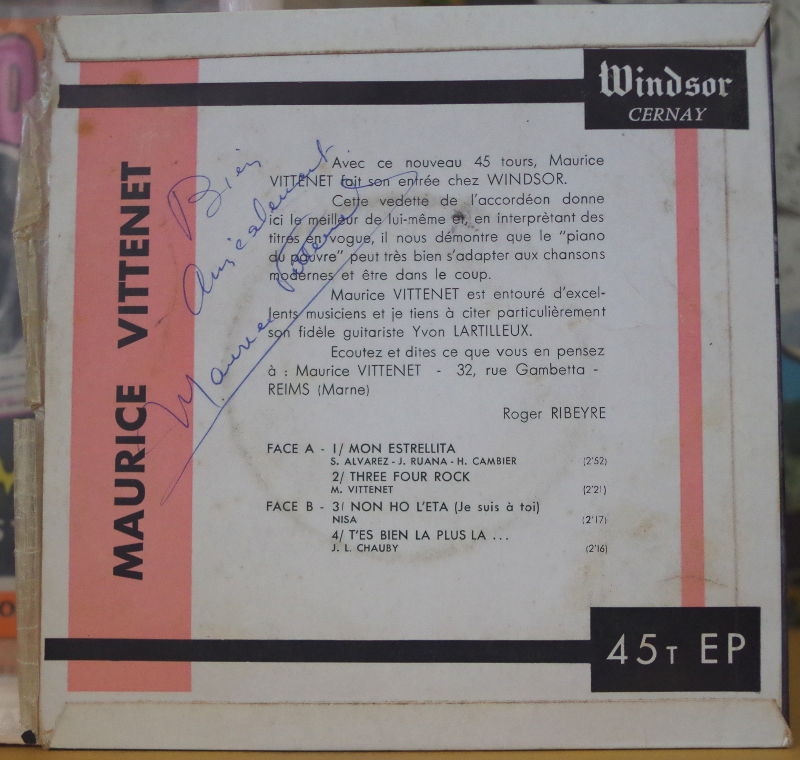 Windsor
CERNAY
MAURICE VITTENET
Bien
Amicalement
Maurice Vittenet
Avec ce nouveau 45 tours, Maurice
VITTENET fait son entrée chez WINDSOR.
Cette vedette de l'accordéon donne
ici le meilleur de lui-même et, en interprètant des
titres en vogue, il nous démontre que le "piano
du pauvre" peut très bien s'adapter aux chansons
modernes et être dans le coup.
Maurice VITTENET est entouré d'excel-
lents musiciens et je tiens à citer particulièrement
son fidèle guitariste Yvon LARTILLEUX.
Ecoutez et dites ce que vous en pensez
à : Maurice VITTENET - 32, rue Gambetta -
REIMS (Marne)
Roger RIBEYRE
FACE A - 1/ MON ESTRELLITA
S. ALVAREZ - J. RUANA - H. CAMBIER (2'52)
2/ THREE FOUR ROCK
M. VITTENET (2'21)
FACE B - 3/ NON HO L'ETA (Je suis à toi)
NISA (2'17)
4/ T'ES BIEN LA PLUS LA ...
J. L. CHAUBY (2'16)
45T EP